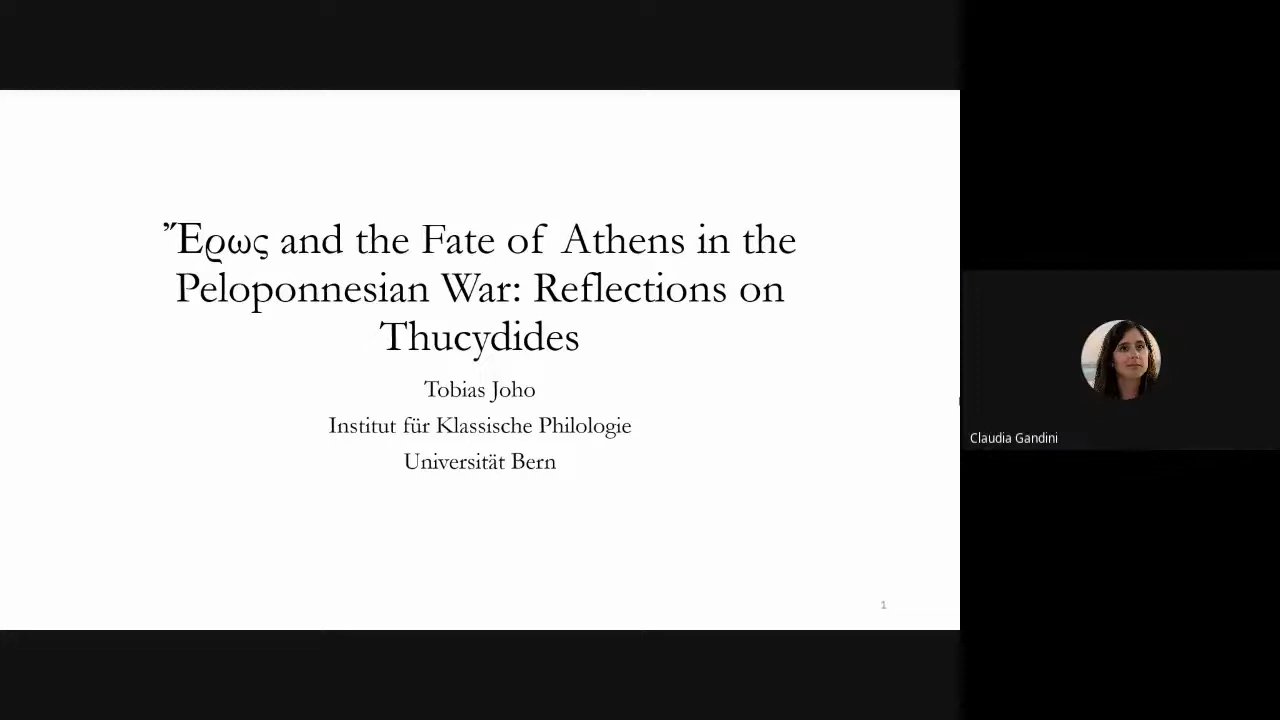 Ἔρως and the Fate of Athens in the
Peloponnesian War: Reflections on
Thucydides
Tobias Joho
Institut für Klassische Philologie
Universität Bern
1
Claudia Gandini